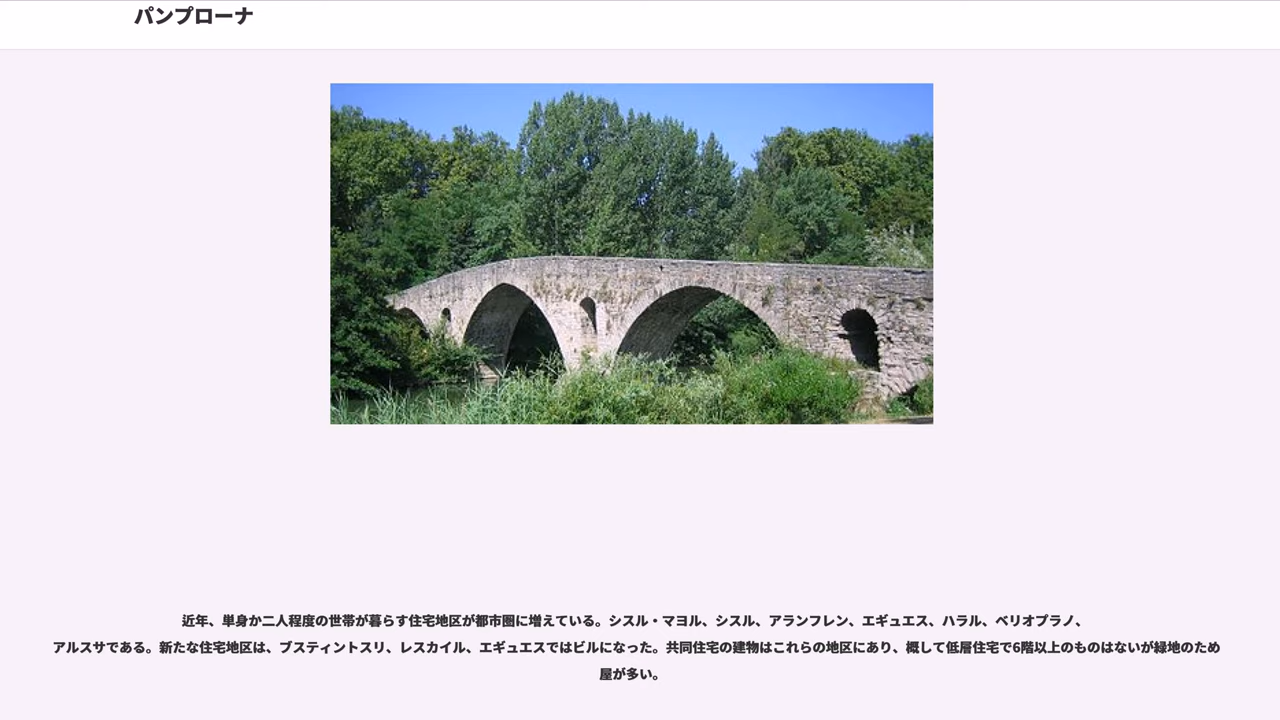 パンプローナ
近年、単身か二人程度の世帯が暮らす住宅地区が都市圏に増えている。シスル・マヨル、シスル、アランフレン、エギュエス、ハラル、ベリオプラノ、
アルスサである。新たな住宅地区は、ブスティントスリ、レスカイル、エギュエスではビルになった。共同住宅の建物はこれらの地区にあり、概して低層住宅で6階以上のものはないが緑地のため
屋が多い。